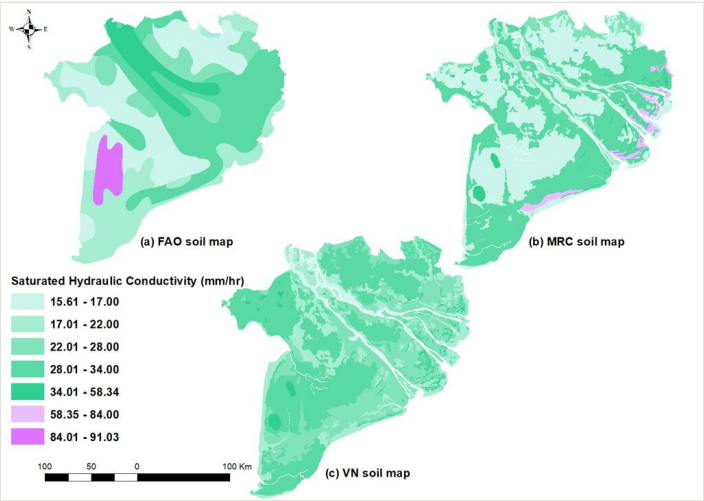 N
W E
S
(a) FAO soil map
(b) MRC soil map
Saturated Hydraulic Conductivity (mm/hr)
15.61 - 17.00
17.01 - 22.00
22.01 - 28.00
28.01 - 34.00
34.01 - 58.34
58.35 - 84.00
84.01 - 91.03
100 50 0 100 Km
(c) VN soil map